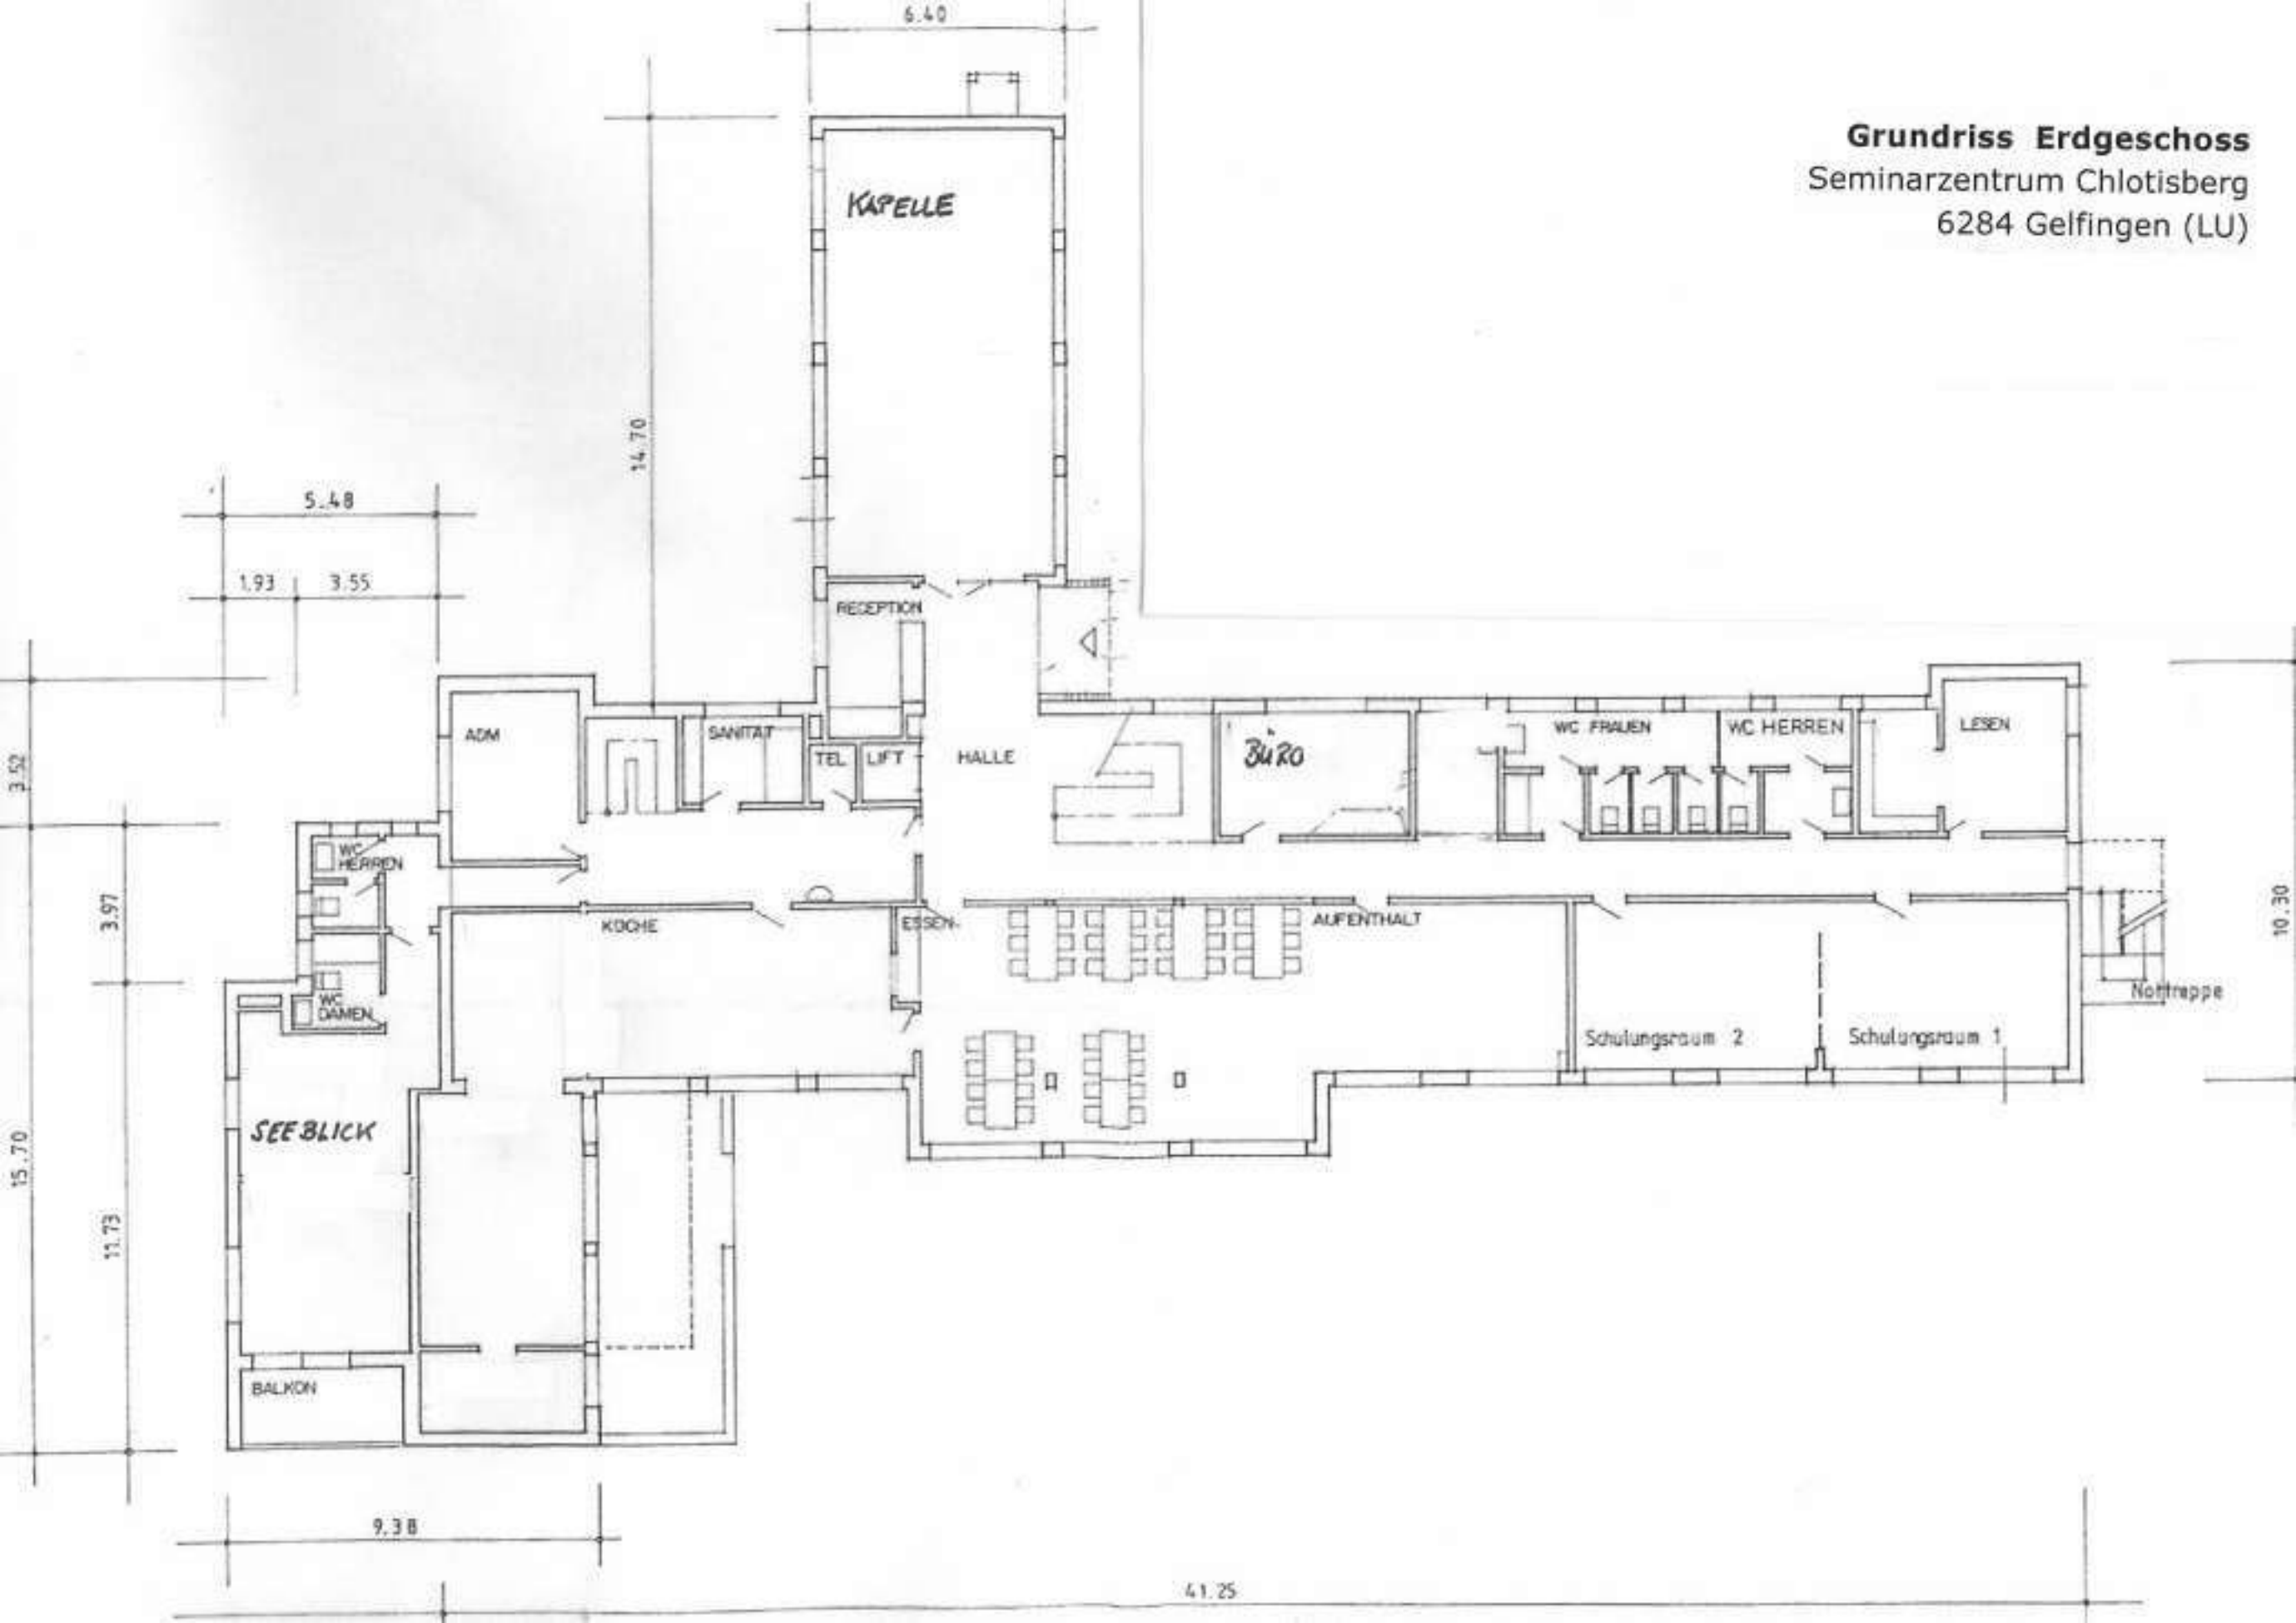 6.40
Grundriss Erdgeschoss
Seminarzentrum Chlotisberg
6284 Gelfingen (LU)
KAPELLE
14.70
5.48
1.93
3.55
RECEPTION
ADM
SANITÄT
TEL
LIFT
HALLE
BÜRO
WC FRAUEN
WC HERREN
LESEN
3.52
WC
HERREN
3.97
KÜCHE
ESSEN
AUFENTHALT
10.30
WC
DAMEN
Nottreppe
Schulungsraum 2
Schulungsraum 1
SEEBLICK
15.70
11.73
BALKON
9.38
41.25